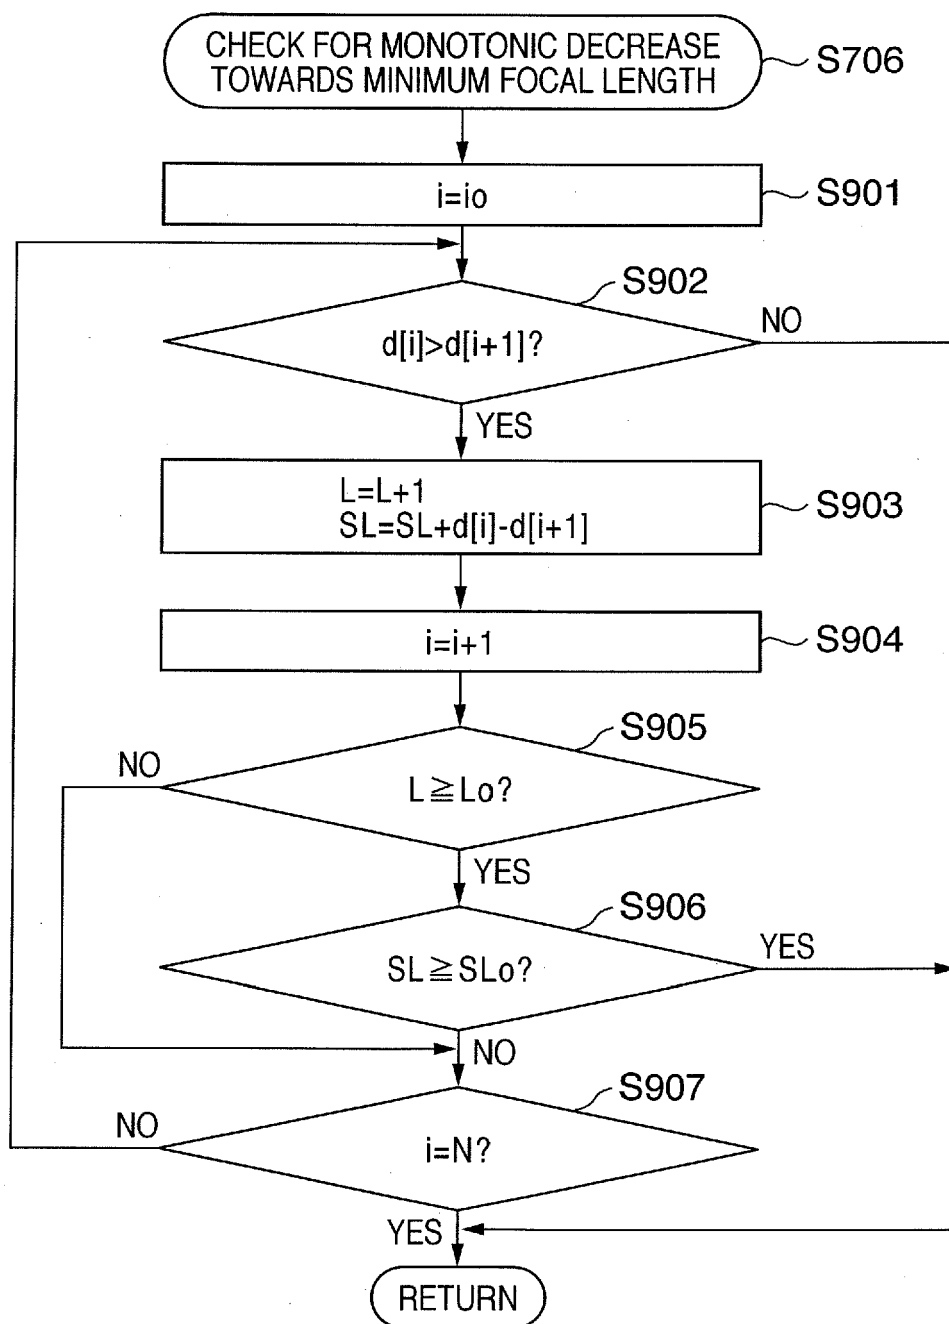 CHECK FOR MONOTONIC DECREASE
TOWARDS MINIMUM FOCAL LENGTH
S706
i=io
S901
S902
d[i]>d[i+1]?
NO
YES
L=L+1
SL=SL+d[i]-d[i+1]
S903
i=i+1
S904
S905
NO
L≧Lo?
YES
S906
SL≧SLo?
YES
NO
S907
NO
i=N?
YES
RETURN